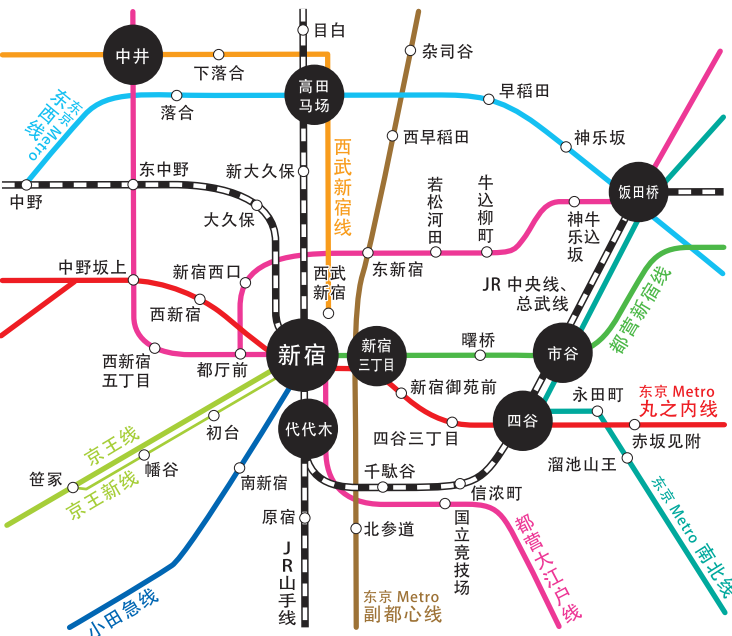 目白
杂司谷
中井
下落合
高田
马场
早稻田
落合
东京Metro
东西线
西早稻田
神乐坂
西武新宿线
新大久保
东中野
中野
大久保
若松河田
牛込柳町
饭田桥
牛込
神乐坂
中野坂上
新宿西口
西武
新宿
东新宿
JR 中央线、
总武线
都营新宿线
西新宿
新宿
新宿
三丁目
曙桥
市谷
西新宿
五丁目
都厅前
新宿御苑前
永田町
东京 Metro
丸之内线
代代木
四谷
四谷三丁目
赤坂见附
京王线
初台
幡谷
笹冢
京王新线
南新宿
千駄谷
信浓町
溜池山王
原宿
北参道
国立竞技场
都营大江户线
东京 Metro 南北线
JR山手线
小田急线
东京 Metro
副都心线